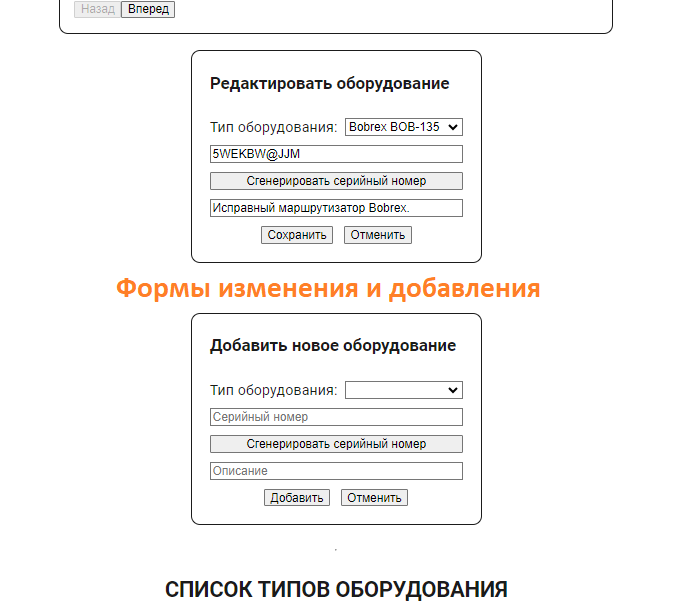 Назад Вперед
Редактировать оборудование
Тип оборудования: Bobrex BOB-135
5WEKBW@JJM
Сгенерировать серийный номер
Исправный маршрутизатор Bobrex.
Сохранить Отменить
Формы изменения и добавления
Добавить новое оборудование
Тип оборудования:
Серийный номер
Сгенерировать серийный номер
Описание
Добавить Отменить
.
СПИСОК ТИПОВ ОБОРУДОВАНИЯ